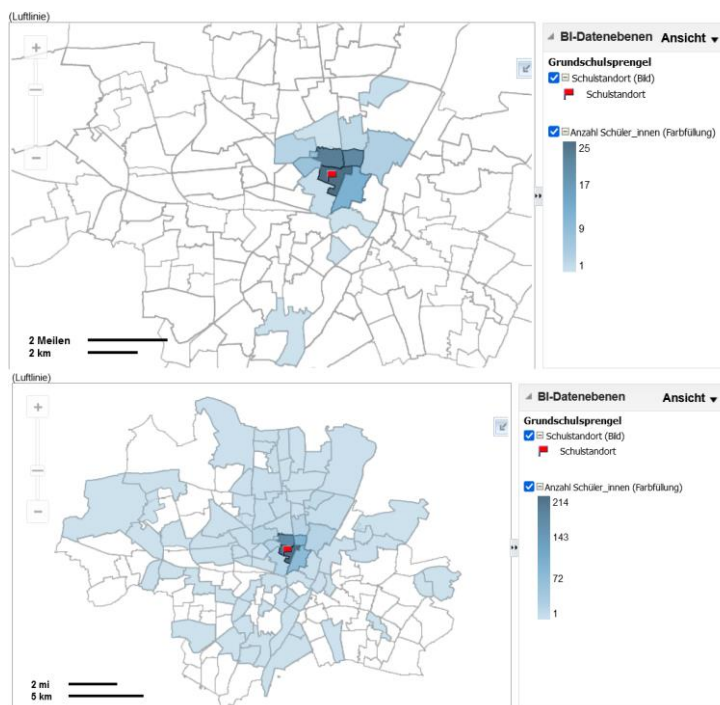 (Luftlinie)
BI-Datenebenen Ansicht
Grundschulsprengel
Schulstandort (Bild)
Schulstandort
Anzahl Schüler_innen (Farbfüllung)
25
17
9
1
2 Meilen
2 km
(Luftlinie)
BI-Datenebenen Ansicht
Grundschulsprengel
Schulstandort (Bild)
Schulstandort
Anzahl Schüler_innen (Farbfüllung)
214
143
72
1
2 mi
5 km